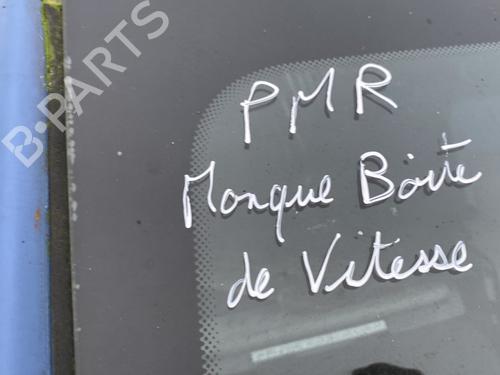 B-PARTS
PMR
Manque Boite
de Vitesse